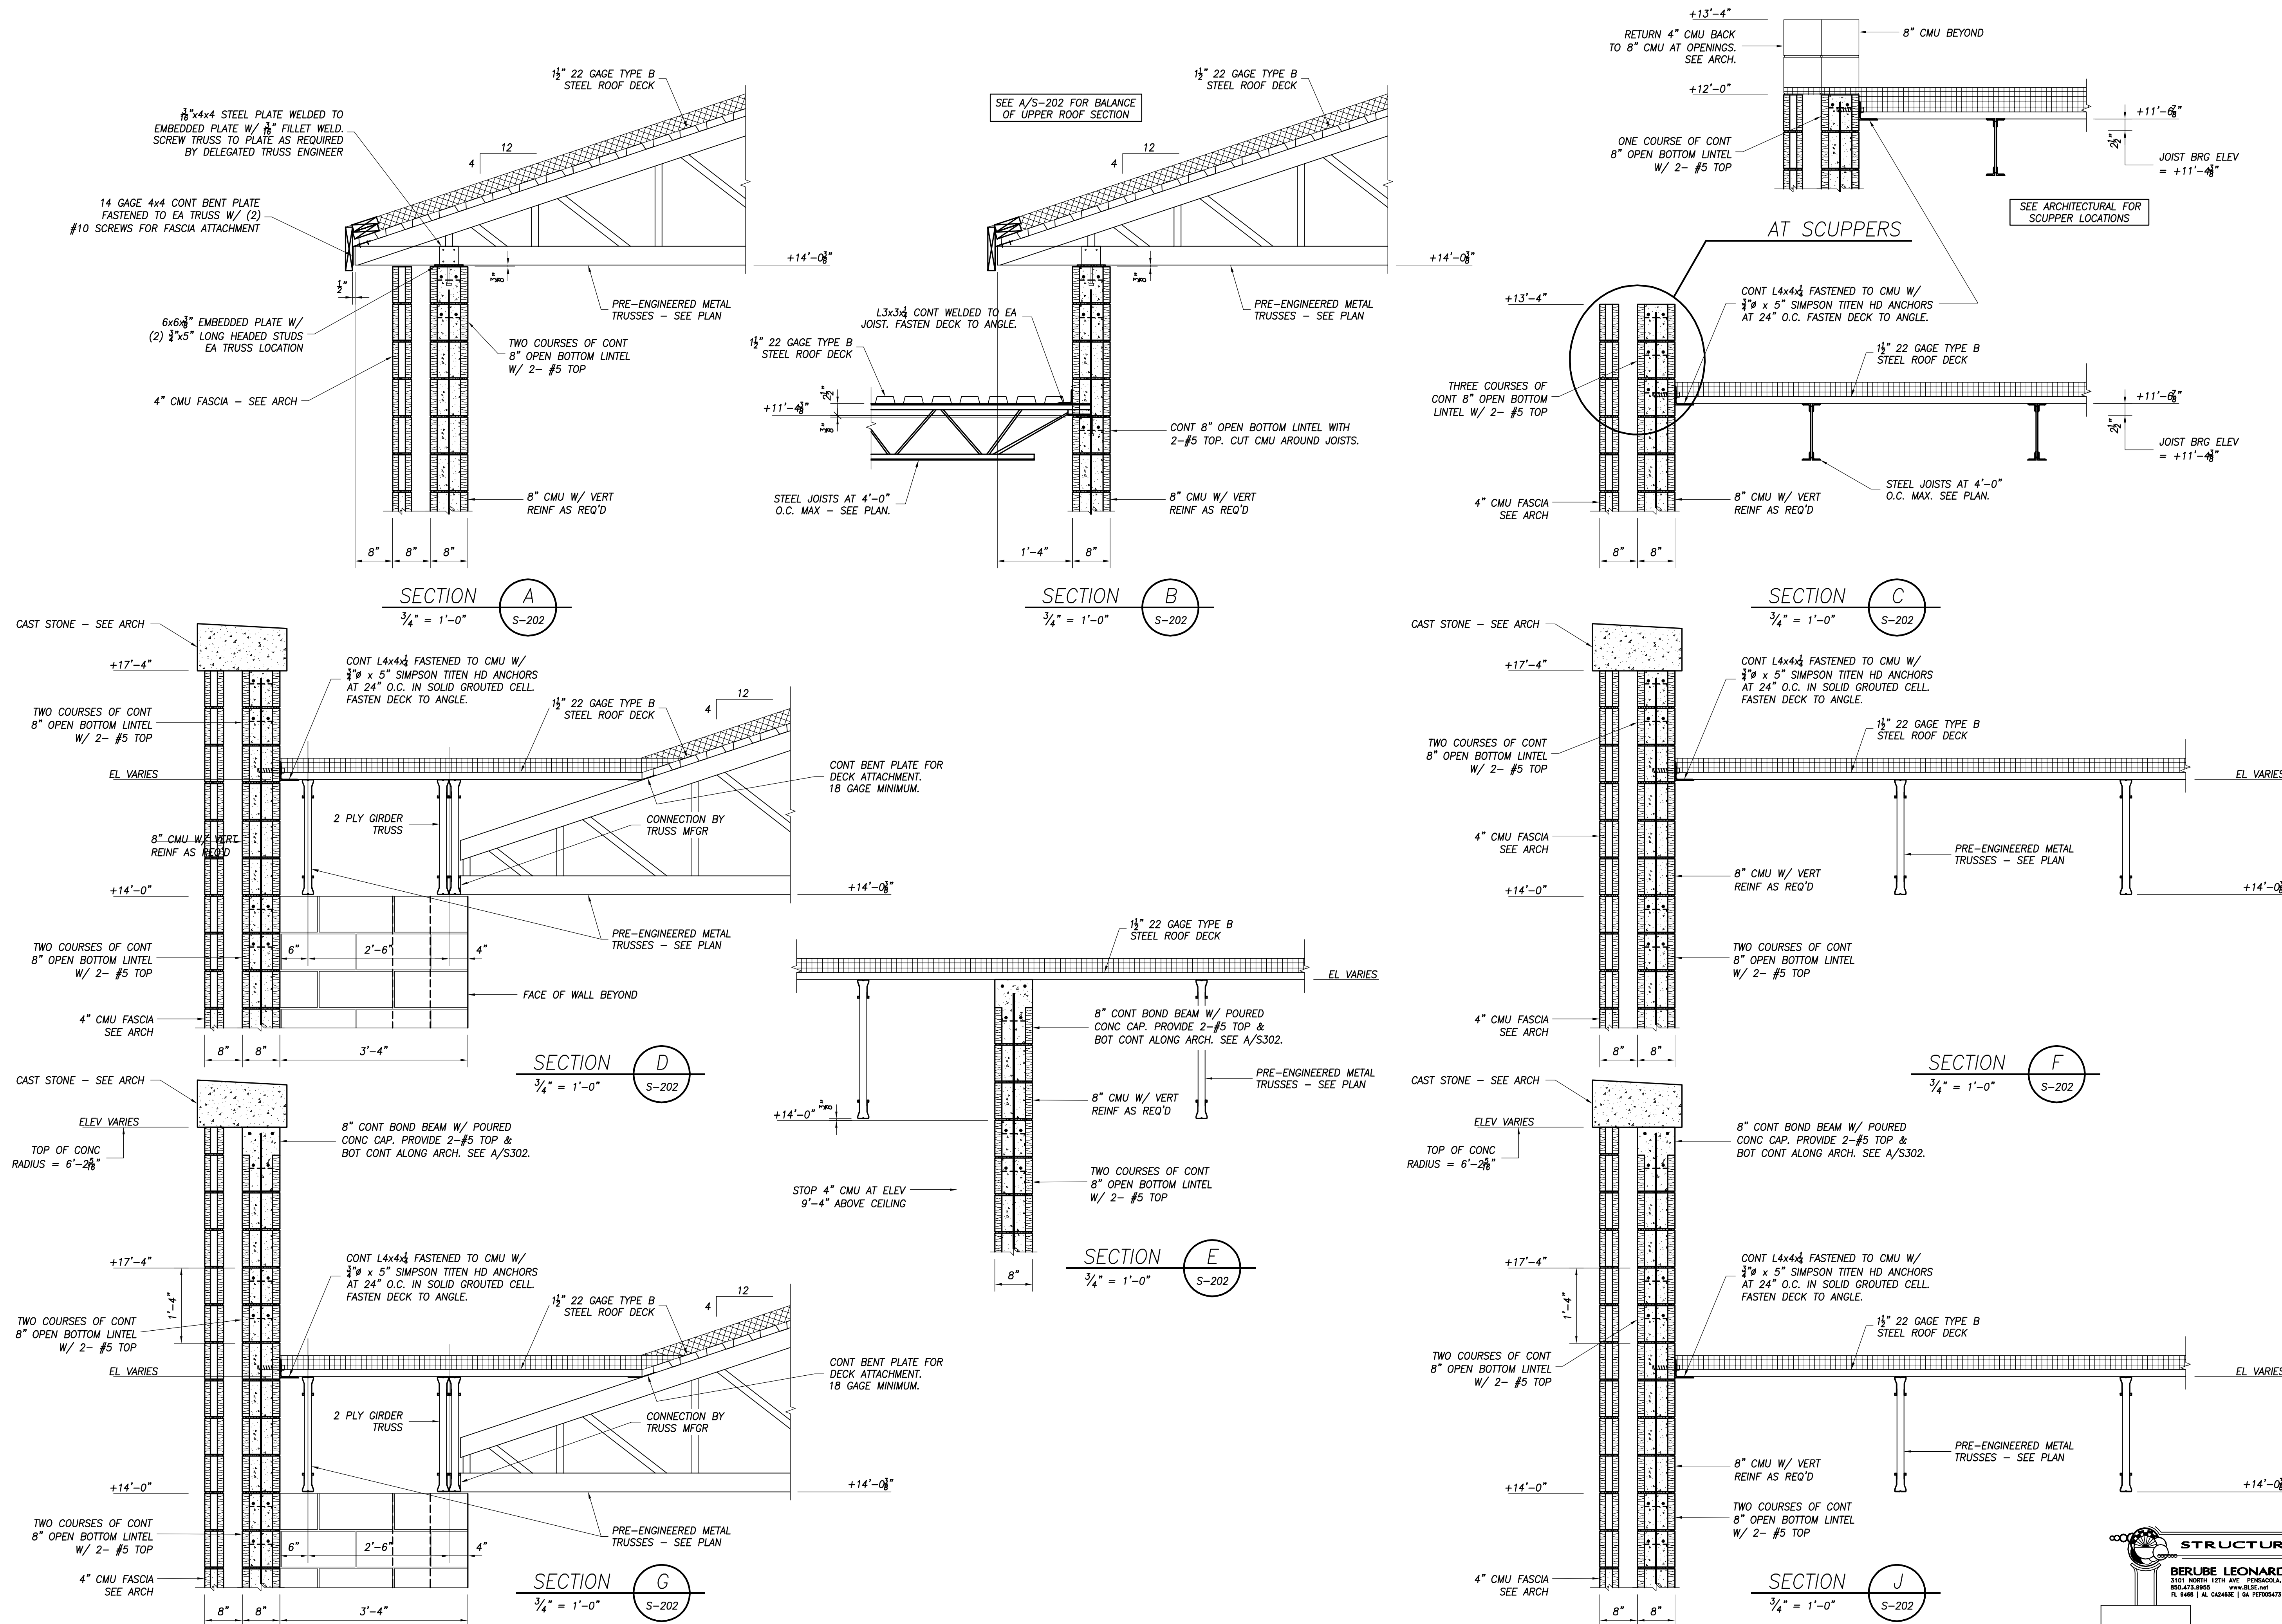 1½" 22 GAGE TYPE B
STEEL ROOF DECK
3/16"x4x4 STEEL PLATE WELDED TO
EMBEDDED PLATE W/ 3/16" FILLET WELD.
SCREW TRUSS TO PLATE AS REQUIRED
BY DELEGATED TRUSS ENGINEER
12
4
14 GAGE 4x4 CONT BENT PLATE
FASTENED TO EA TRUSS W/ (2)
#10 SCREWS FOR FASCIA ATTACHMENT
+14'-0⅜"
½"
⅜"
PRE-ENGINEERED METAL
TRUSSES - SEE PLAN
6x6x⅜" EMBEDDED PLATE W/
(2) ¾"x5" LONG HEADED STUDS
EA TRUSS LOCATION
TWO COURSES OF CONT
8" OPEN BOTTOM LINTEL
W/ 2- #5 TOP
4" CMU FASCIA - SEE ARCH
8" CMU W/ VERT
REINF AS REQ'D
8"
8"
8"
SECTION
A
¾" = 1'-0"
S-202
SEE A/S-202 FOR BALANCE
OF UPPER ROOF SECTION
1½" 22 GAGE TYPE B
STEEL ROOF DECK
12
4
+14'-0⅜"
⅜"
PRE-ENGINEERED METAL
TRUSSES - SEE PLAN
L3x3x¼ CONT WELDED TO EA
JOIST. FASTEN DECK TO ANGLE.
1½" 22 GAGE TYPE B
STEEL ROOF DECK
2½"
+11'-4⅜"
⅜"
CONT 8" OPEN BOTTOM LINTEL WITH
2-#5 TOP. CUT CMU AROUND JOISTS.
STEEL JOISTS AT 4'-0"
O.C. MAX - SEE PLAN.
8" CMU W/ VERT
REINF AS REQ'D
1'-4"
8"
SECTION
B
¾" = 1'-0"
S-202
+13'-4"
RETURN 4" CMU BACK
TO 8" CMU AT OPENINGS.
SEE ARCH.
8" CMU BEYOND
+12'-0"
+11'-6⅞"
ONE COURSE OF CONT
8" OPEN BOTTOM LINTEL
W/ 2- #5 TOP
2½"
JOIST BRG ELEV
= +11'-4⅜"
SEE ARCHITECTURAL FOR
SCUPPER LOCATIONS
AT SCUPPERS
+13'-4"
CONT L4x4x¼ FASTENED TO CMU W/
¾"ø x 5" SIMPSON TITEN HD ANCHORS
AT 24" O.C. FASTEN DECK TO ANGLE.
1½" 22 GAGE TYPE B
STEEL ROOF DECK
THREE COURSES OF
CONT 8" OPEN BOTTOM
LINTEL W/ 2- #5 TOP
+11'-6⅞"
2½"
JOIST BRG ELEV
= +11'-4⅜"
STEEL JOISTS AT 4'-0"
O.C. MAX. SEE PLAN.
4" CMU FASCIA
SEE ARCH
8" CMU W/ VERT
REINF AS REQ'D
8"
8"
SECTION
C
¾" = 1'-0"
S-202
CAST STONE - SEE ARCH
+17'-4"
CONT L4x4x¼ FASTENED TO CMU W/
¾"ø x 5" SIMPSON TITEN HD ANCHORS
AT 24" O.C. IN SOLID GROUTED CELL.
FASTEN DECK TO ANGLE.
12
4
TWO COURSES OF CONT
8" OPEN BOTTOM LINTEL
W/ 2- #5 TOP
1½" 22 GAGE TYPE B
STEEL ROOF DECK
EL VARIES
CONT BENT PLATE FOR
DECK ATTACHMENT.
18 GAGE MINIMUM.
2 PLY GIRDER
TRUSS
CONNECTION BY
TRUSS MFGR
8" CMU W/ VERT
REINF AS REQ'D
+14'-0"
+14'-0⅜"
TWO COURSES OF CONT
8" OPEN BOTTOM LINTEL
W/ 2- #5 TOP
6"
2'-6"
4"
PRE-ENGINEERED METAL
TRUSSES - SEE PLAN
FACE OF WALL BEYOND
4" CMU FASCIA
SEE ARCH
8"
8"
3'-4"
SECTION
D
¾" = 1'-0"
S-202
1½" 22 GAGE TYPE B
STEEL ROOF DECK
EL VARIES
8" CONT BOND BEAM W/ POURED
CONC CAP. PROVIDE 2-#5 TOP &
BOT CONT ALONG ARCH. SEE A/S302.
PRE-ENGINEERED METAL
TRUSSES - SEE PLAN
8" CMU W/ VERT
REINF AS REQ'D
+14'-0"
⅜"
TWO COURSES OF CONT
8" OPEN BOTTOM LINTEL
W/ 2- #5 TOP
STOP 4" CMU AT ELEV
9'-4" ABOVE CEILING
8"
SECTION
E
¾" = 1'-0"
S-202
CAST STONE - SEE ARCH
+17'-4"
CONT L4x4x¼ FASTENED TO CMU W/
¾"ø x 5" SIMPSON TITEN HD ANCHORS
AT 24" O.C. IN SOLID GROUTED CELL.
FASTEN DECK TO ANGLE.
TWO COURSES OF CONT
8" OPEN BOTTOM LINTEL
W/ 2- #5 TOP
1½" 22 GAGE TYPE B
STEEL ROOF DECK
EL VARIES
4" CMU FASCIA
SEE ARCH
PRE-ENGINEERED METAL
TRUSSES - SEE PLAN
8" CMU W/ VERT
REINF AS REQ'D
+14'-0"
+14'-0⅜
TWO COURSES OF CONT
8" OPEN BOTTOM LINTEL
W/ 2- #5 TOP
4" CMU FASCIA
SEE ARCH
8"
8"
SECTION
F
¾" = 1'-0"
S-202
CAST STONE - SEE ARCH
ELEV VARIES
TOP OF CONC
RADIUS = 6'-2 5/16"
8" CONT BOND BEAM W/ POURED
CONC CAP. PROVIDE 2-#5 TOP &
BOT CONT ALONG ARCH. SEE A/S302.
+17'-4"
1'-4"
CONT L4x4x¼ FASTENED TO CMU W/
¾"ø x 5" SIMPSON TITEN HD ANCHORS
AT 24" O.C. IN SOLID GROUTED CELL.
FASTEN DECK TO ANGLE.
12
4
TWO COURSES OF CONT
8" OPEN BOTTOM LINTEL
W/ 2- #5 TOP
1½" 22 GAGE TYPE B
STEEL ROOF DECK
EL VARIES
CONT BENT PLATE FOR
DECK ATTACHMENT.
18 GAGE MINIMUM.
2 PLY GIRDER
TRUSS
CONNECTION BY
TRUSS MFGR
+14'-0"
+14'-0⅜"
TWO COURSES OF CONT
8" OPEN BOTTOM LINTEL
W/ 2- #5 TOP
6"
2'-6"
4"
PRE-ENGINEERED METAL
TRUSSES - SEE PLAN
4" CMU FASCIA
SEE ARCH
8"
8"
3'-4"
SECTION
G
¾" = 1'-0"
S-202
CAST STONE - SEE ARCH
ELEV VARIES
TOP OF CONC
RADIUS = 6'-2 5/16"
8" CONT BOND BEAM W/ POURED
CONC CAP. PROVIDE 2-#5 TOP &
BOT CONT ALONG ARCH. SEE A/S302.
+17'-4"
1'-4"
CONT L4x4x¼ FASTENED TO CMU W/
¾"ø x 5" SIMPSON TITEN HD ANCHORS
AT 24" O.C. IN SOLID GROUTED CELL.
FASTEN DECK TO ANGLE.
TWO COURSES OF CONT
8" OPEN BOTTOM LINTEL
W/ 2- #5 TOP
1½" 22 GAGE TYPE B
STEEL ROOF DECK
EL VARIES
PRE-ENGINEERED METAL
TRUSSES - SEE PLAN
8" CMU W/ VERT
REINF AS REQ'D
+14'-0"
+14'-0⅜
TWO COURSES OF CONT
8" OPEN BOTTOM LINTEL
W/ 2- #5 TOP
4" CMU FASCIA
SEE ARCH
8"
8"
SECTION
J
¾" = 1'-0"
S-202
STRUCTUR
BERUBE LEONARD
3101 NORTH 12TH AVE PENSACOLA,
850.473.9955 www.BLSE.net
FL 9468 | AL CA2463E | GA PEF005473